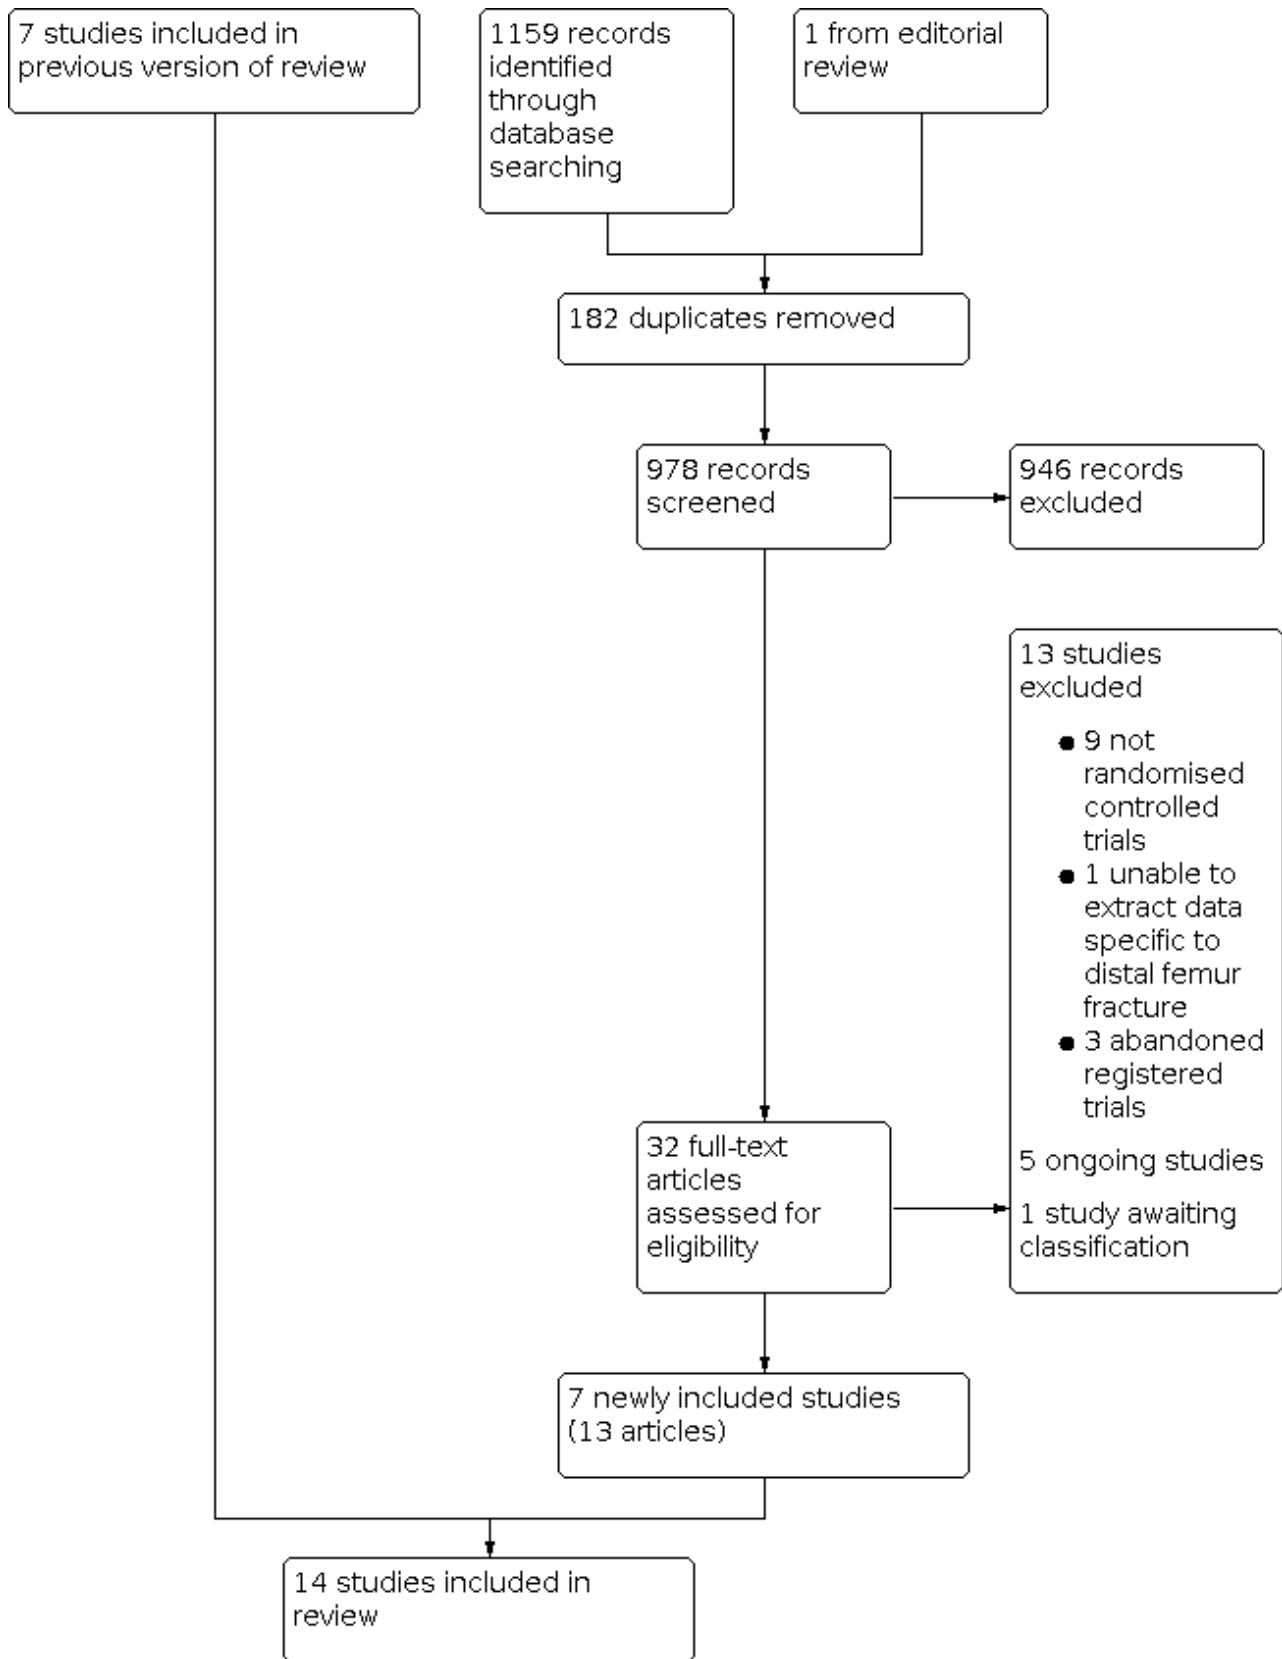 7 studies included in
previous version of review
1159 records
identified
through
database
searching
1 from editorial
review
182 duplicates removed
978 records
screened
946 records
excluded
13 studies
excluded
● 9 not
randomised
controlled
trials
● 1 unable to
extract data
specific to
distal femur
fracture
● 3 abandoned
registered
trials
5 ongoing studies
1 study awaiting
classification
32 full-text
articles
assessed for
eligibility
7 newly included studies
(13 articles)
14 studies included in
review